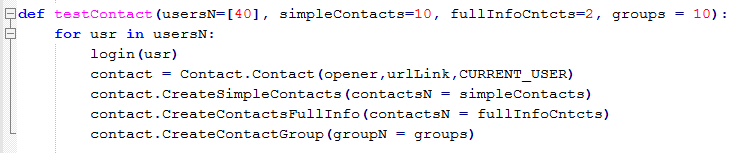 def testContact(usersN=[40], simpleContacts=10, fullInfoCntcts=2, groups = 10):
for usr in usersN:
login(usr)
contact = Contact.Contact(opener,urlLink,CURRENT_USER)
contact.CreateSimpleContacts(contactsN = simpleContacts)
contact.CreateContactsFullInfo(contactsN = fullInfoCntcts)
contact.CreateContactGroup(groupN = groups)